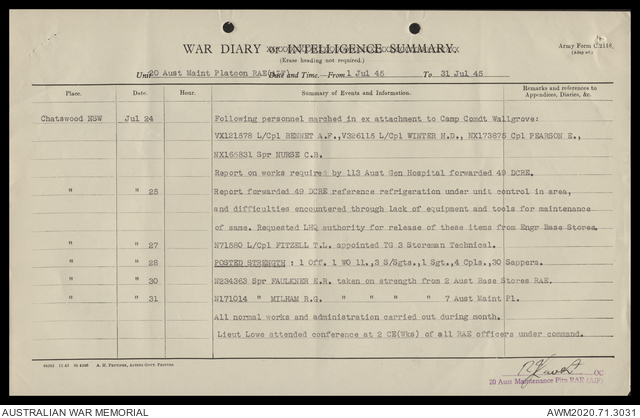 WAR DIARY or INTELLIGENCE SUMMARY.
(Erase heading not required.)
Army Form C.2118
Unit 20 Aust Maint Platoon RAE (AIF) Date and Time.—From 1 Jul 45 To 31 Jul 45
Place. Date. Hour. Summary of Events and Information. Remarks and references to Appendices, Diaries, &c.
Chatswood NSW Jul 24 Following personnel marched in ex attachment to Camp Comdt Wallgrove:
VX121578 L/Cpl BENNET A.F., V326115 L/Cpl WINTER M.D., NX173875 Cpl PEARSON E.,
NX165831 Spr NURSE C.R.
Report on works required by 113 Aust Gen Hospital forwarded 49 DCRE.
" " 25 Report forwarded 49 DCRE reference refrigeration under unit control in area,
and difficulties encountered through lack of equipment and tools for maintenance
of same. Requested LHQ authority for release of these items from Engr Base Stores.
" " 27 N71580 L/Cpl FITZELL T.L. appointed TG 3 Storeman Technical.
" " 28 POSTED STRENGTH : 1 Off. 1 WO 11., 3 S/Sgts., 1 Sgt., 4 Cpls., 30 Sappers.
" " 30 N234363 Spr FAULKNER E.R. taken on strength from 2 Aust Base Stores RAE.
" " 31 N171014 " MILHAM R.G. " " " " 7 Aust Maint Pl.
All normal works and administration carried out during month.
Lieut Lowe attended conference at 2 CE(Wks) of all RAE officers under command.
OC
20 Aust Maintenance Pltn RAE (AIF)
AUSTRALIAN WAR MEMORIAL
AWM2020.71.3031